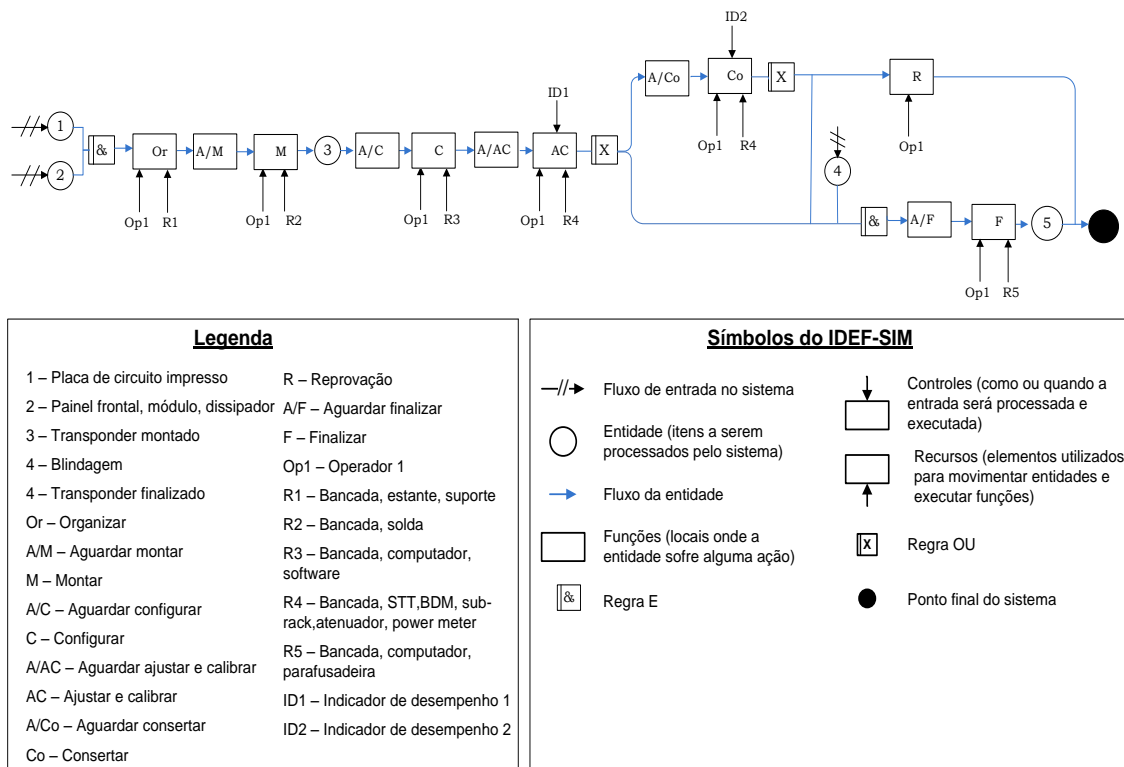 ID2
A/Co
Co
X
R
ID1
Op1
R4
Op1
1
&
Or
A/M
M
3
A/C
C
A/AC
AC
X
4
2
Op1
R1
Op1
R2
Op1
R3
Op1
R4
&
A/F
F
5
Op1
R5
Legenda
1 – Placa de circuito impresso
2 – Painel frontal, módulo, dissipador
3 – Transponder montado
4 – Blindagem
4 – Transponder finalizado
Or – Organizar
A/M – Aguardar montar
M – Montar
A/C – Aguardar configurar
C – Configurar
A/AC – Aguardar ajustar e calibrar
AC – Ajustar e calibrar
A/Co – Aguardar consertar
Co – Consertar
R – Reprovação
A/F – Aguardar finalizar
F – Finalizar
Op1 – Operador 1
R1 – Bancada, estante, suporte
R2 – Bancada, solda
R3 – Bancada, computador,
software
R4 – Bancada, STT,BDM, sub-
rack,atenuador, power meter
R5 – Bancada, computador,
parafusadeira
ID1 – Indicador de desempenho 1
ID2 – Indicador de desempenho 2
Símbolos do IDEF-SIM
Fluxo de entrada no sistema
Entidade (itens a serem
processados pelo sistema)
Fluxo da entidade
Funções (locais onde a
entidade sofre alguma ação)
&
Regra E
Controles (como ou quando a
entrada será processada e
executada)
Recursos (elementos utilizados
para movimentar entidades e
executar funções)
X
Regra OU
Ponto final do sistema